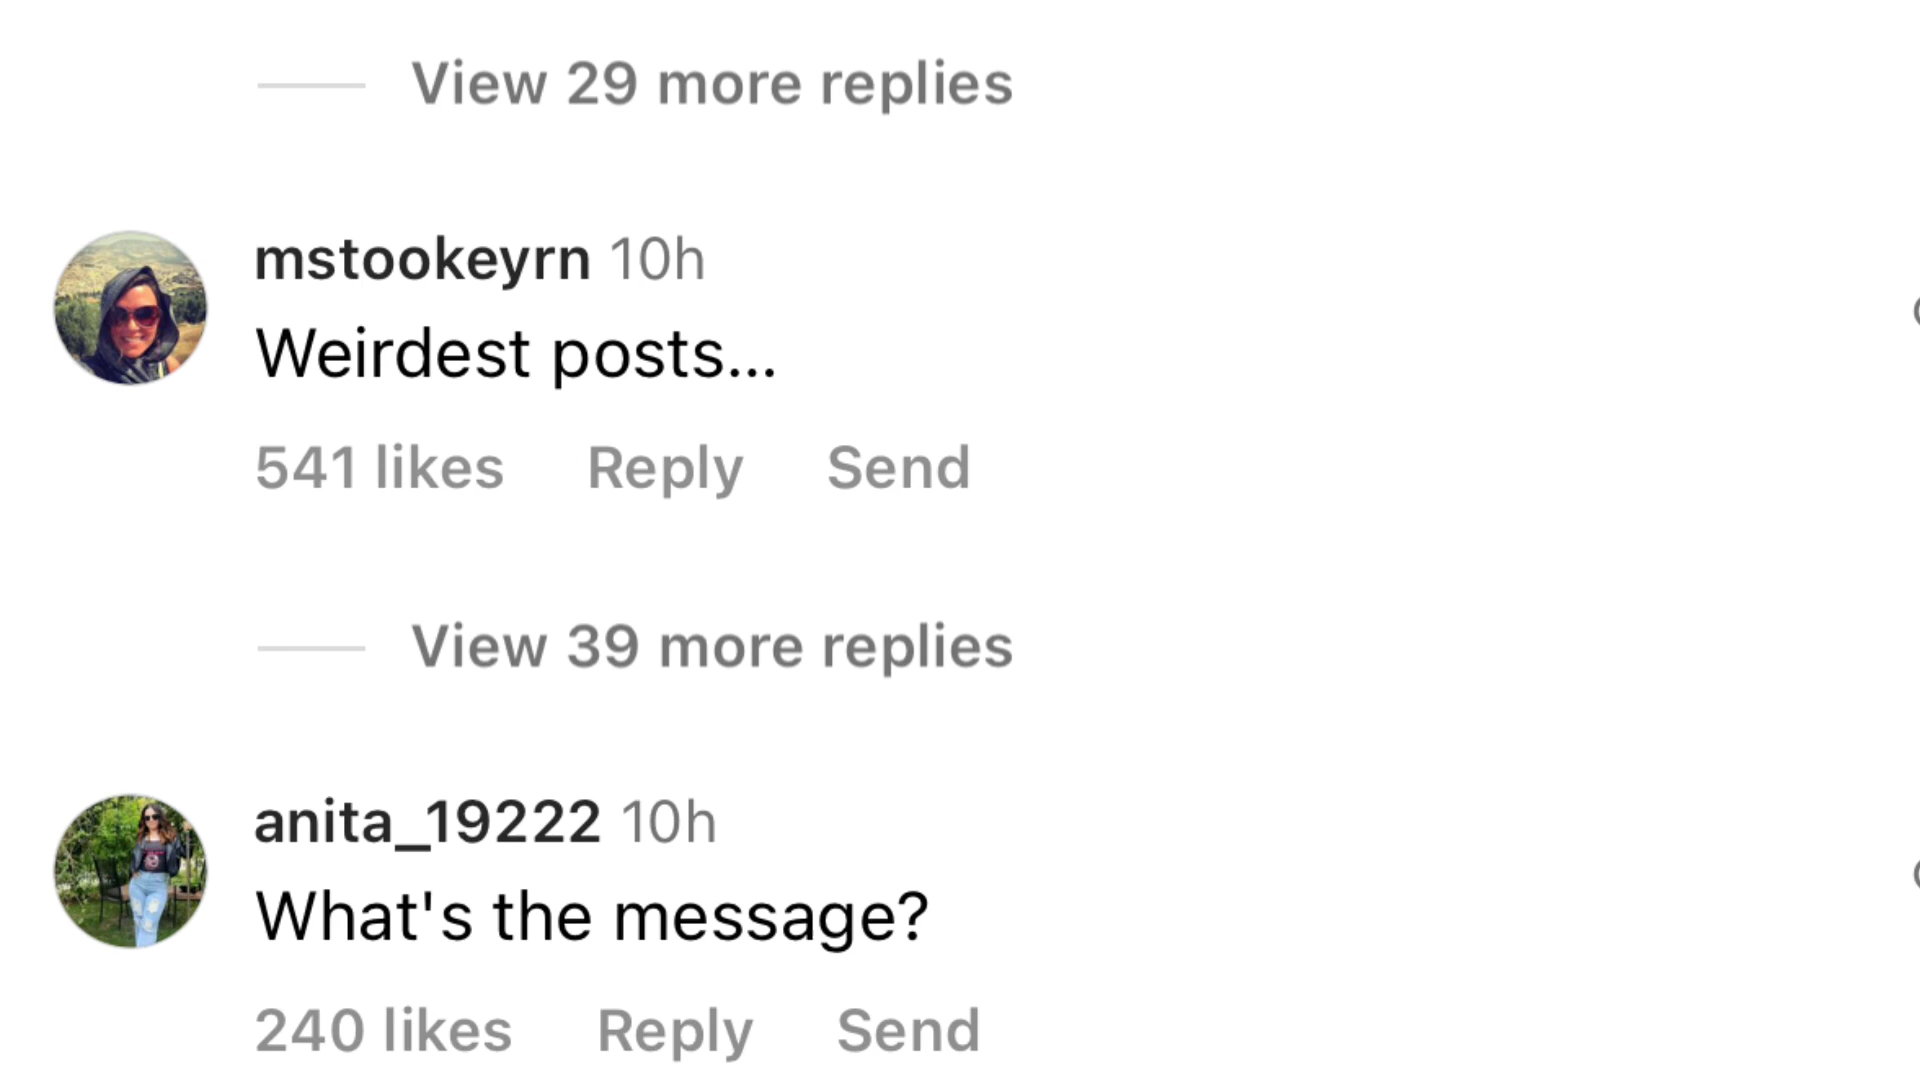 View 29 more replies
mstookeyrn 10h
Weirdest posts...
541 likes Reply Send
View 39 more replies
anita_19222 10h
What's the message?
240 likes Reply Send